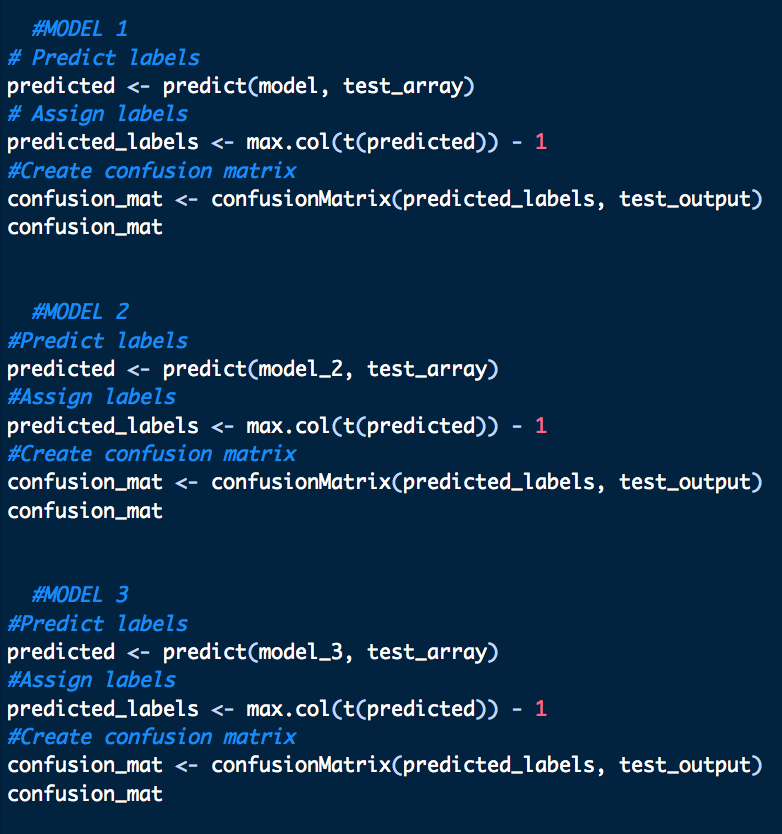 #MODEL 1
# Predict labels
predicted <- predict(model, test_array)
# Assign labels
predicted_labels <- max.col(t(predicted)) - 1
#Create confusion matrix
confusion_mat <- confusionMatrix(predicted_labels, test_output)
confusion_mat
#MODEL 2
#Predict labels
predicted <- predict(model_2, test_array)
#Assign labels
predicted_labels <- max.col(t(predicted)) - 1
#Create confusion matrix
confusion_mat <- confusionMatrix(predicted_labels, test_output)
confusion_mat
#MODEL 3
#Predict labels
predicted <- predict(model_3, test_array)
#Assign labels
predicted_labels <- max.col(t(predicted)) - 1
#Create confusion matrix
confusion_mat <- confusionMatrix(predicted_labels, test_output)
confusion_mat